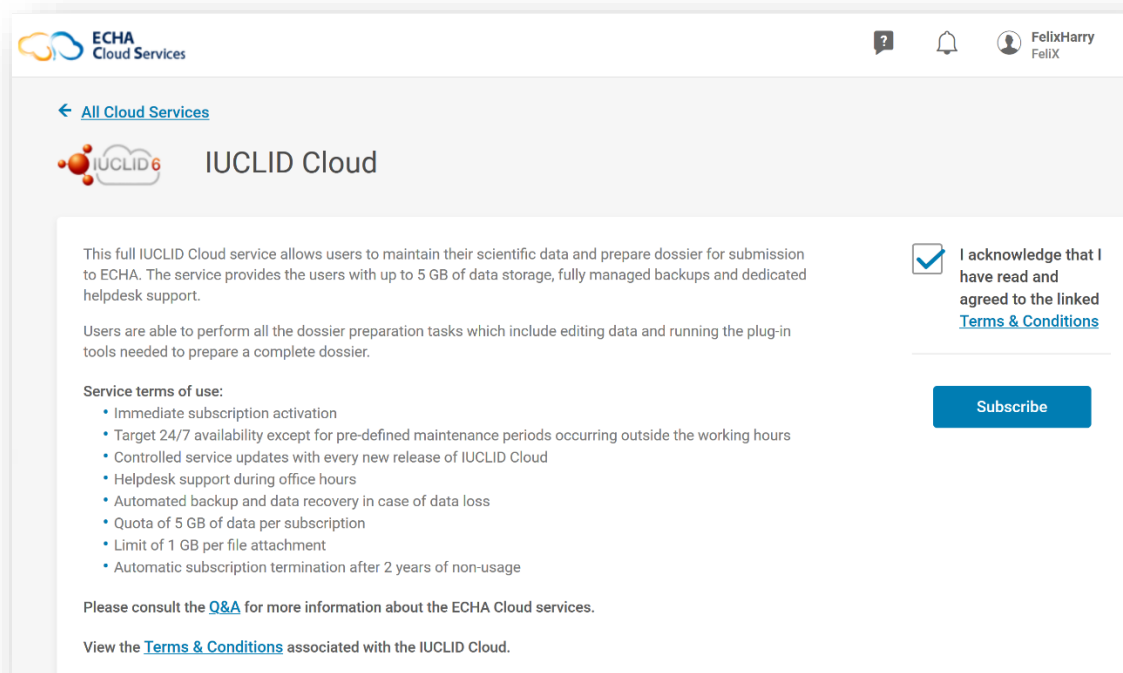 ECHA
Cloud Services
?
FelixHarry
FeliX
All Cloud Services
IUCLID 6
IUCLID Cloud
This full IUCLID Cloud service allows users to maintain their scientific data and prepare dossier for submission
to ECHA. The service provides the users with up to 5 GB of data storage, fully managed backups and dedicated
helpdesk support.
Users are able to perform all the dossier preparation tasks which include editing data and running the plug-in
tools needed to prepare a complete dossier.
Service terms of use:
• Immediate subscription activation
• Target 24/7 availability except for pre-defined maintenance periods occurring outside the working hours
• Controlled service updates with every new release of IUCLID Cloud
• Helpdesk support during office hours
• Automated backup and data recovery in case of data loss
• Quota of 5 GB of data per subscription
• Limit of 1 GB per file attachment
• Automatic subscription termination after 2 years of non-usage
Please consult the Q&A for more information about the ECHA Cloud services.
View the Terms & Conditions associated with the IUCLID Cloud.
I acknowledge that I
have read and
agreed to the linked
Terms & Conditions
Subscribe